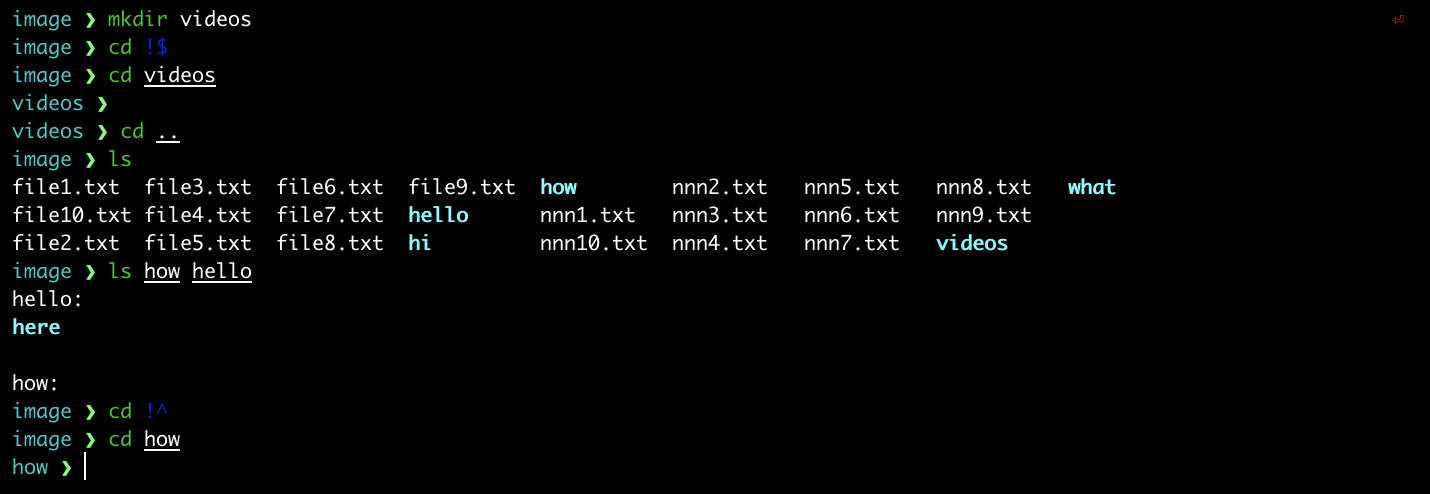 image ❯ mkdir videos ⏎
image ❯ cd !$
image ❯ cd videos
videos ❯
videos ❯ cd ..
image ❯ ls
file1.txt  file3.txt  file6.txt  file9.txt  how        nnn2.txt   nnn5.txt   nnn8.txt   what
file10.txt file4.txt  file7.txt  hello      nnn1.txt   nnn3.txt   nnn6.txt   nnn9.txt
file2.txt  file5.txt  file8.txt  hi         nnn10.txt  nnn4.txt   nnn7.txt   videos
image ❯ ls how hello
hello:
here

how:
image ❯ cd !^
image ❯ cd how
how ❯